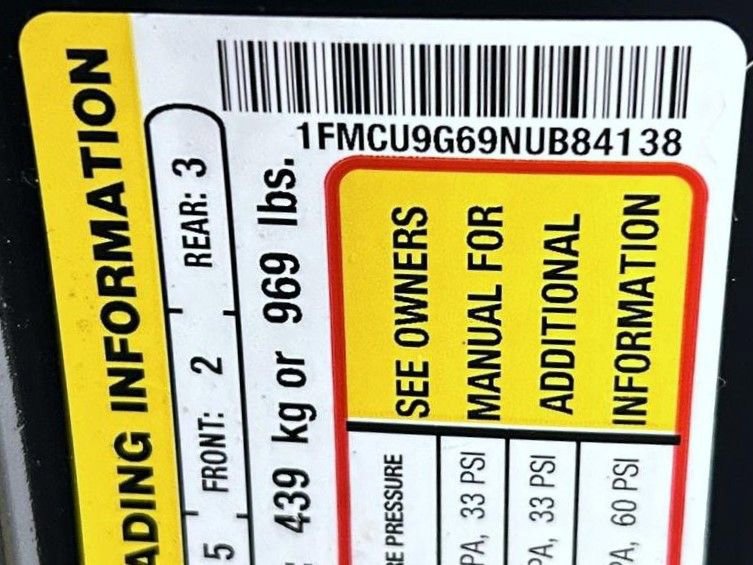 1FMCU9G69NUB84138
ADING INFORMATION
5 FRONT: 2 REAR: 3
439 kg or 969 lbs.
RE PRESSURE SEE OWNERS
PA, 33 PSI MANUAL FOR
PA, 33 PSI ADDITIONAL
PA, 60 PSI INFORMATION